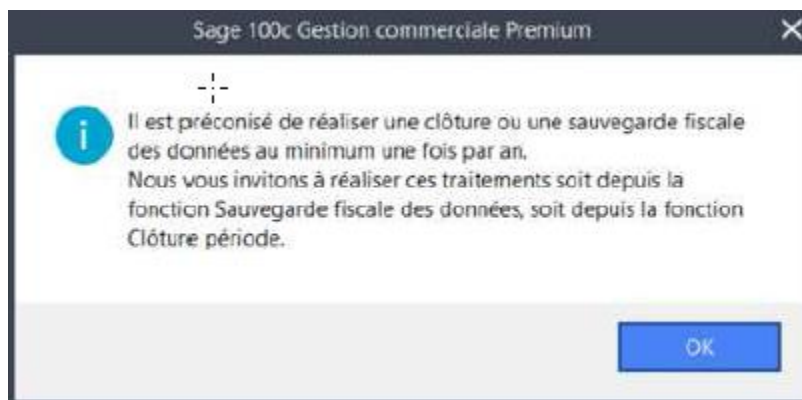 Sage 100c Gestion commerciale Premium
Il est préconisé de réaliser une clôture ou une sauvegarde fiscale
des données au minimum une fois par an.
Nous vous invitons à réaliser ces traitements soit depuis la
fonction Sauvegarde fiscale des données, soit depuis la fonction
Clôture période.
OK